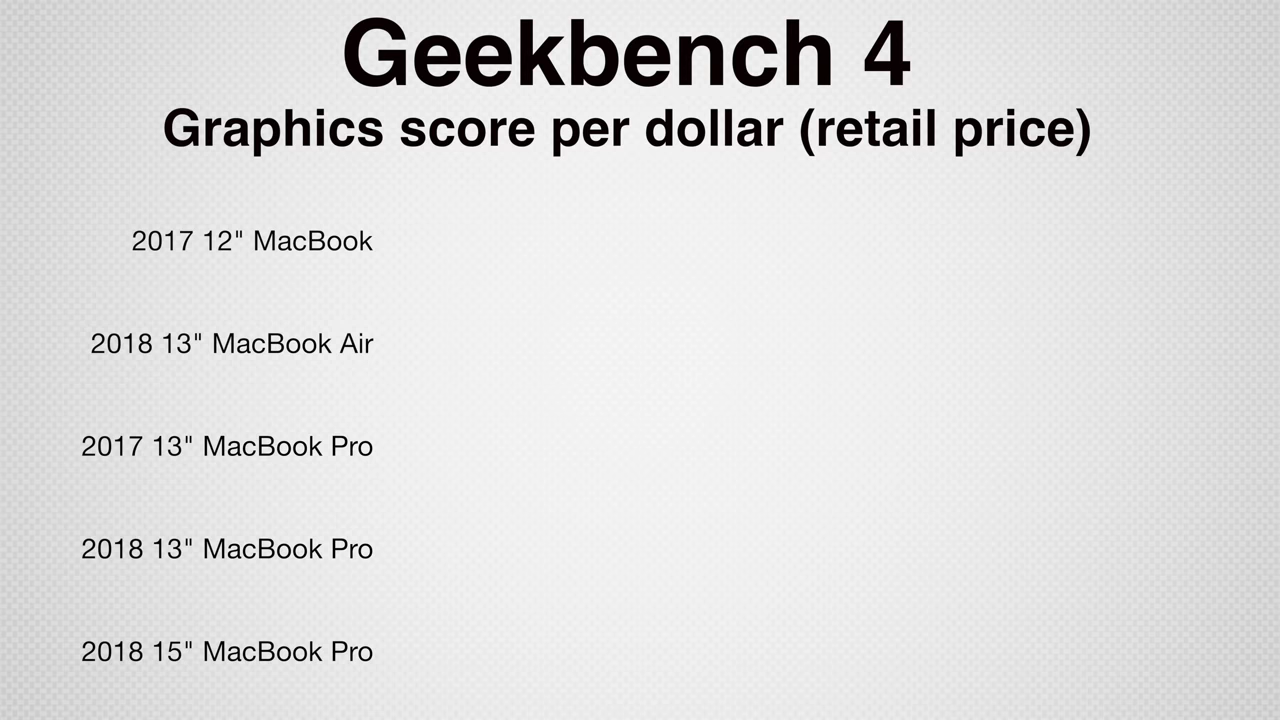 Geekbench 4
Graphics score per dollar (retail price)
2017 12" MacBook
2018 13" MacBook Air
2017 13" MacBook Pro
2018 13" MacBook Pro
2018 15" MacBook Pro